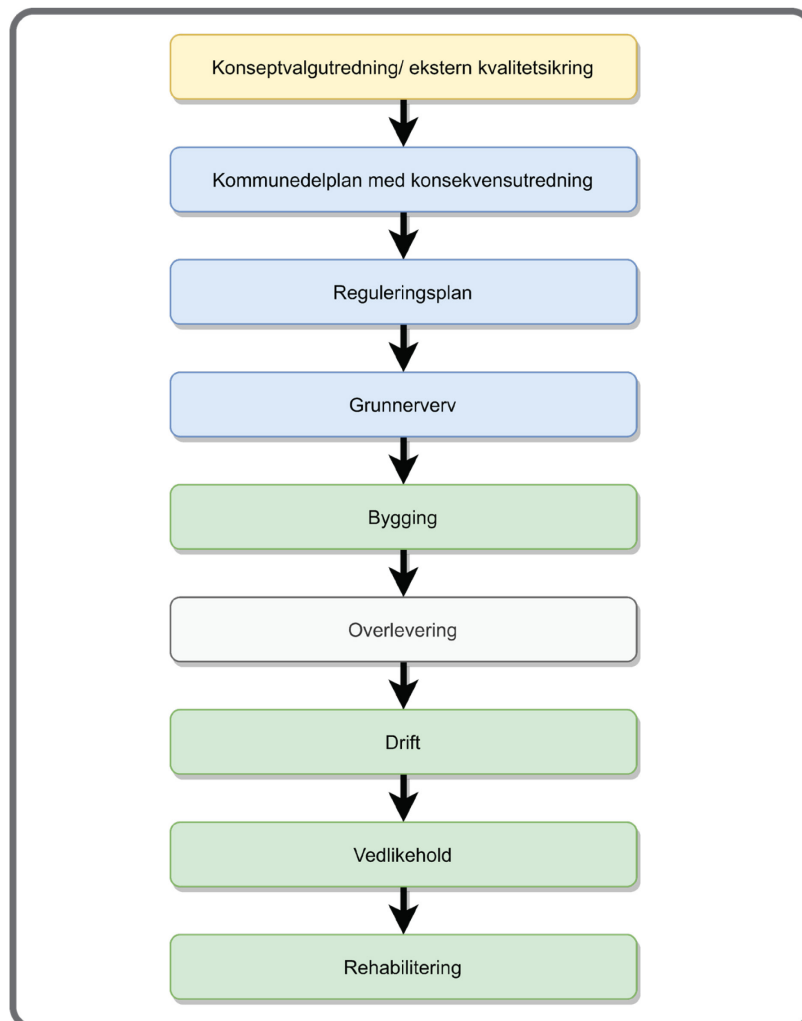 Konseptvalgutredning/ ekstern kvalitetsikring
Kommunedelplan med konsekvensutredning
Reguleringsplan
Grunnerverv
Bygging
Overlevering
Drift
Vedlikehold
Rehabilitering